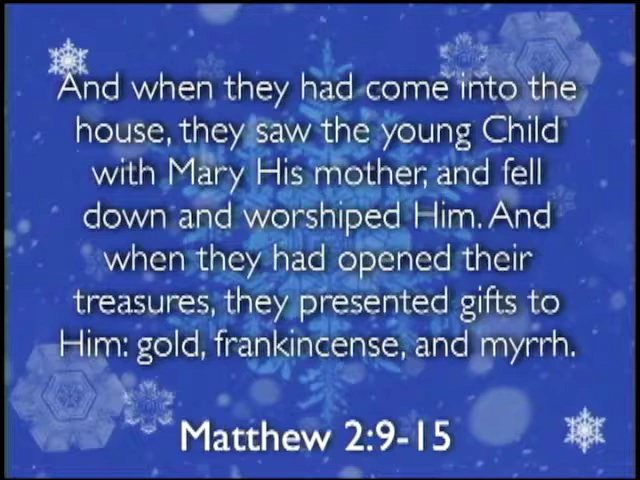 And when they had come into the
house, they saw the young Child
with Mary His mother, and fell
down and worshiped Him. And
when they had opened their
treasures, they presented gifts to
Him: gold, frankincense, and myrrh.
Matthew 2:9-15